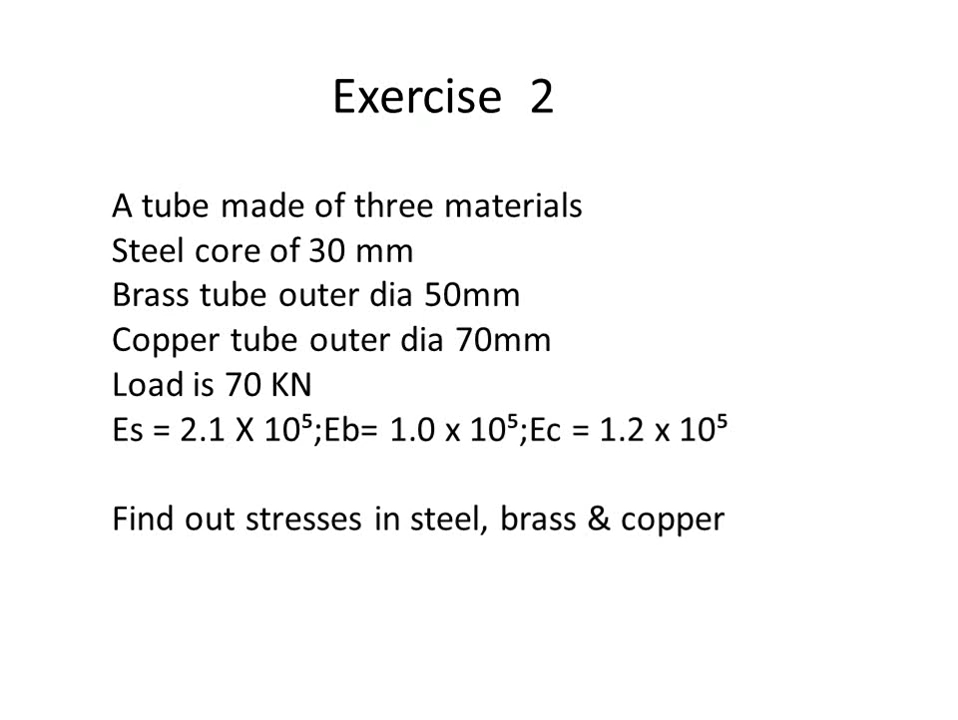 Exercise 2
A tube made of three materials
Steel core of 30 mm
Brass tube outer dia 50mm
Copper tube outer dia 70mm
Load is 70 KN
Es = 2.1 X 10⁵;Eb= 1.0 x 10⁵;Ec = 1.2 x 10⁵
Find out stresses in steel, brass & copper